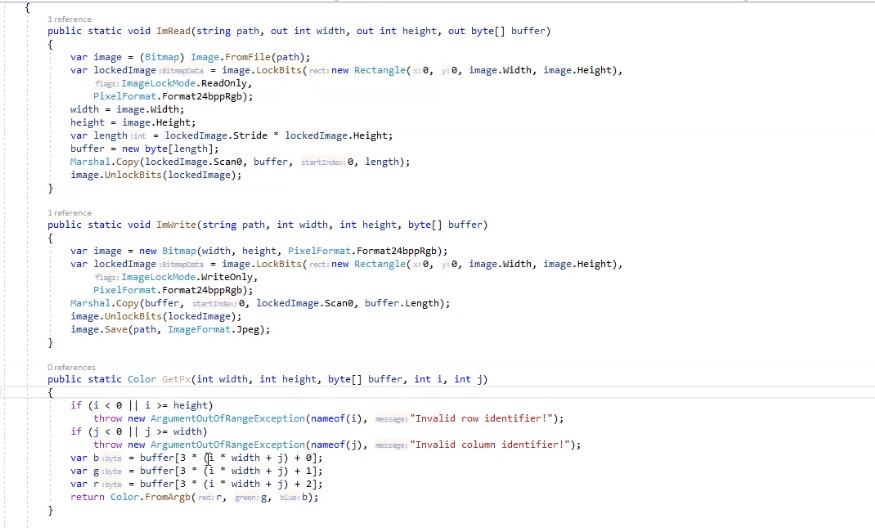 {
1 reference
public static void ImRead(string path, out int width, out int height, out byte[] buffer)
{
var image = (Bitmap) Image.FromFile(path);
var lockedImage :BitmapData = image.LockBits( rect: new Rectangle( x: 0, y: 0, image.Width, image.Height),
flags: ImageLockMode.ReadOnly,
PixelFormat.Format24bppRgb);
width = image.Width;
height = image.Height;
var length :int = lockedImage.Stride * lockedImage.Height;
buffer = new byte[length];
Marshal.Copy(lockedImage.Scan0, buffer, startIndex: 0, length);
image.UnlockBits(lockedImage);
}
1 reference
public static void ImWrite(string path, int width, int height, byte[] buffer)
{
var image = new Bitmap(width, height, PixelFormat.Format24bppRgb);
var lockedImage :BitmapData = image.LockBits( rect: new Rectangle( x: 0, y: 0, image.Width, image.Height),
flags: ImageLockMode.WriteOnly,
PixelFormat.Format24bppRgb);
Marshal.Copy(buffer, startIndex: 0, lockedImage.Scan0, buffer.Length);
image.UnlockBits(lockedImage);
image.Save(path, ImageFormat.Jpeg);
}
0 references
public static Color GetPx(int width, int height, byte[] buffer, int i, int j)
{
if (i < 0 || i >= height)
throw new ArgumentOutOfRangeException(nameof(i), message: "Invalid row identifier!");
if (j < 0 || j >= width)
throw new ArgumentOutOfRangeException(nameof(j), message: "Invalid column identifier!");
var b :byte = buffer[3 * (i * width + j) + 0];
var g :byte = buffer[3 * (i * width + j) + 1];
var r :byte = buffer[3 * (i * width + j) + 2];
return Color.FromArgb( red: r, green: g, blue: b);
}